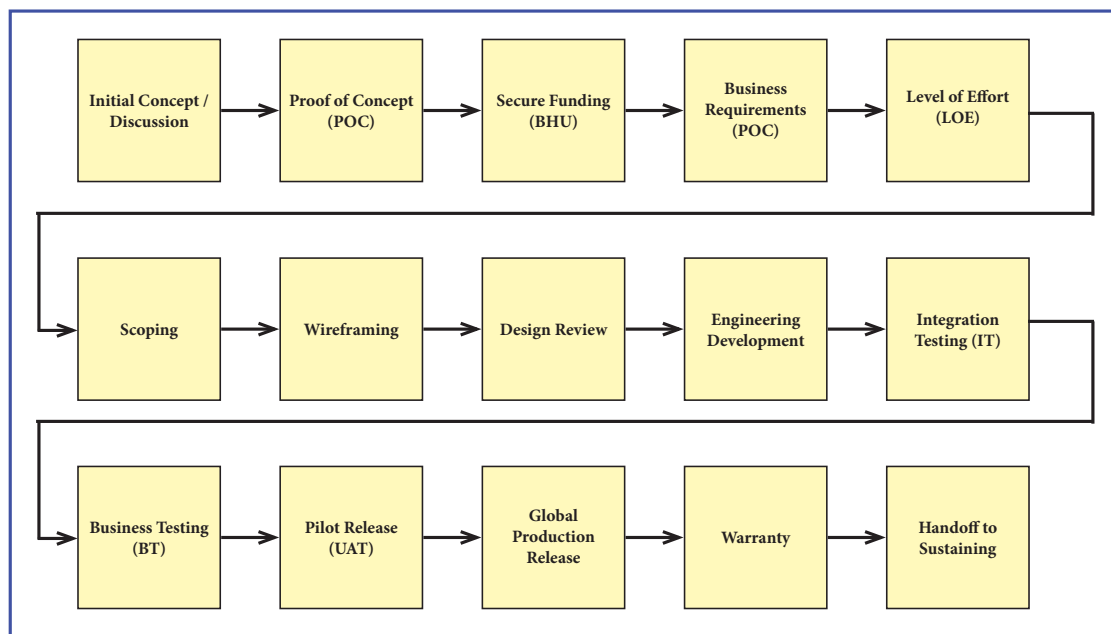 Initial Concept /
Discussion
Proof of Concept
(POC)
Secure Funding
(BHU)
Business
Requirements
(POC)
Level of Effort
(LOE)
Scoping
Wireframing
Design Review
Engineering
Development
Integration
Testing (IT)
Business Testing
(BT)
Pilot Release
(UAT)
Global
Production
Release
Warranty
Handoff to
Sustaining